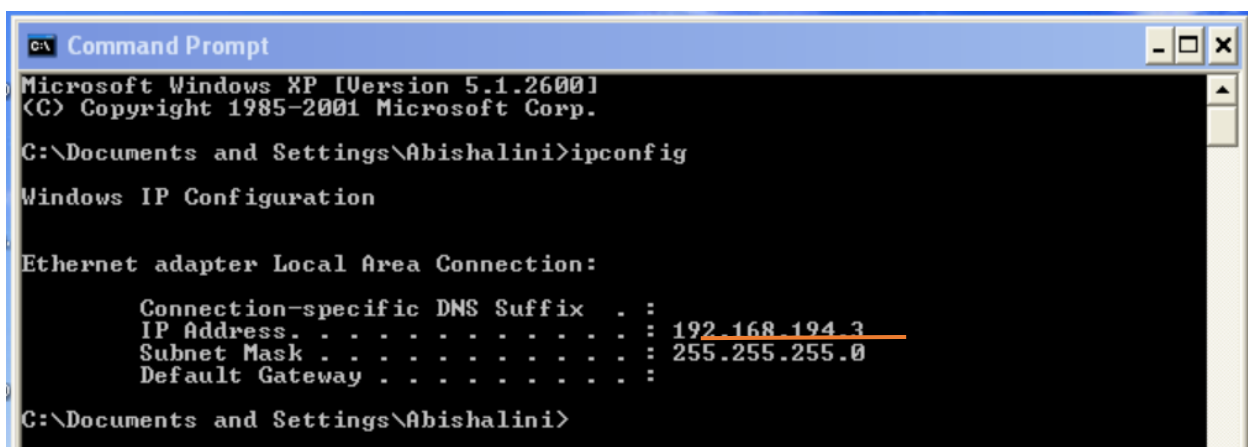 Command Prompt
Microsoft Windows XP [Version 5.1.2600]
(C) Copyright 1985-2001 Microsoft Corp.
C:\Documents and Settings\Abishalini>ipconfig
Windows IP Configuration
Ethernet adapter Local Area Connection:
Connection-specific DNS Suffix . :
IP Address. . . . . . . . . . . . : 192.168.194.3
Subnet Mask . . . . . . . . . . . : 255.255.255.0
Default Gateway . . . . . . . . . :
C:\Documents and Settings\Abishalini>